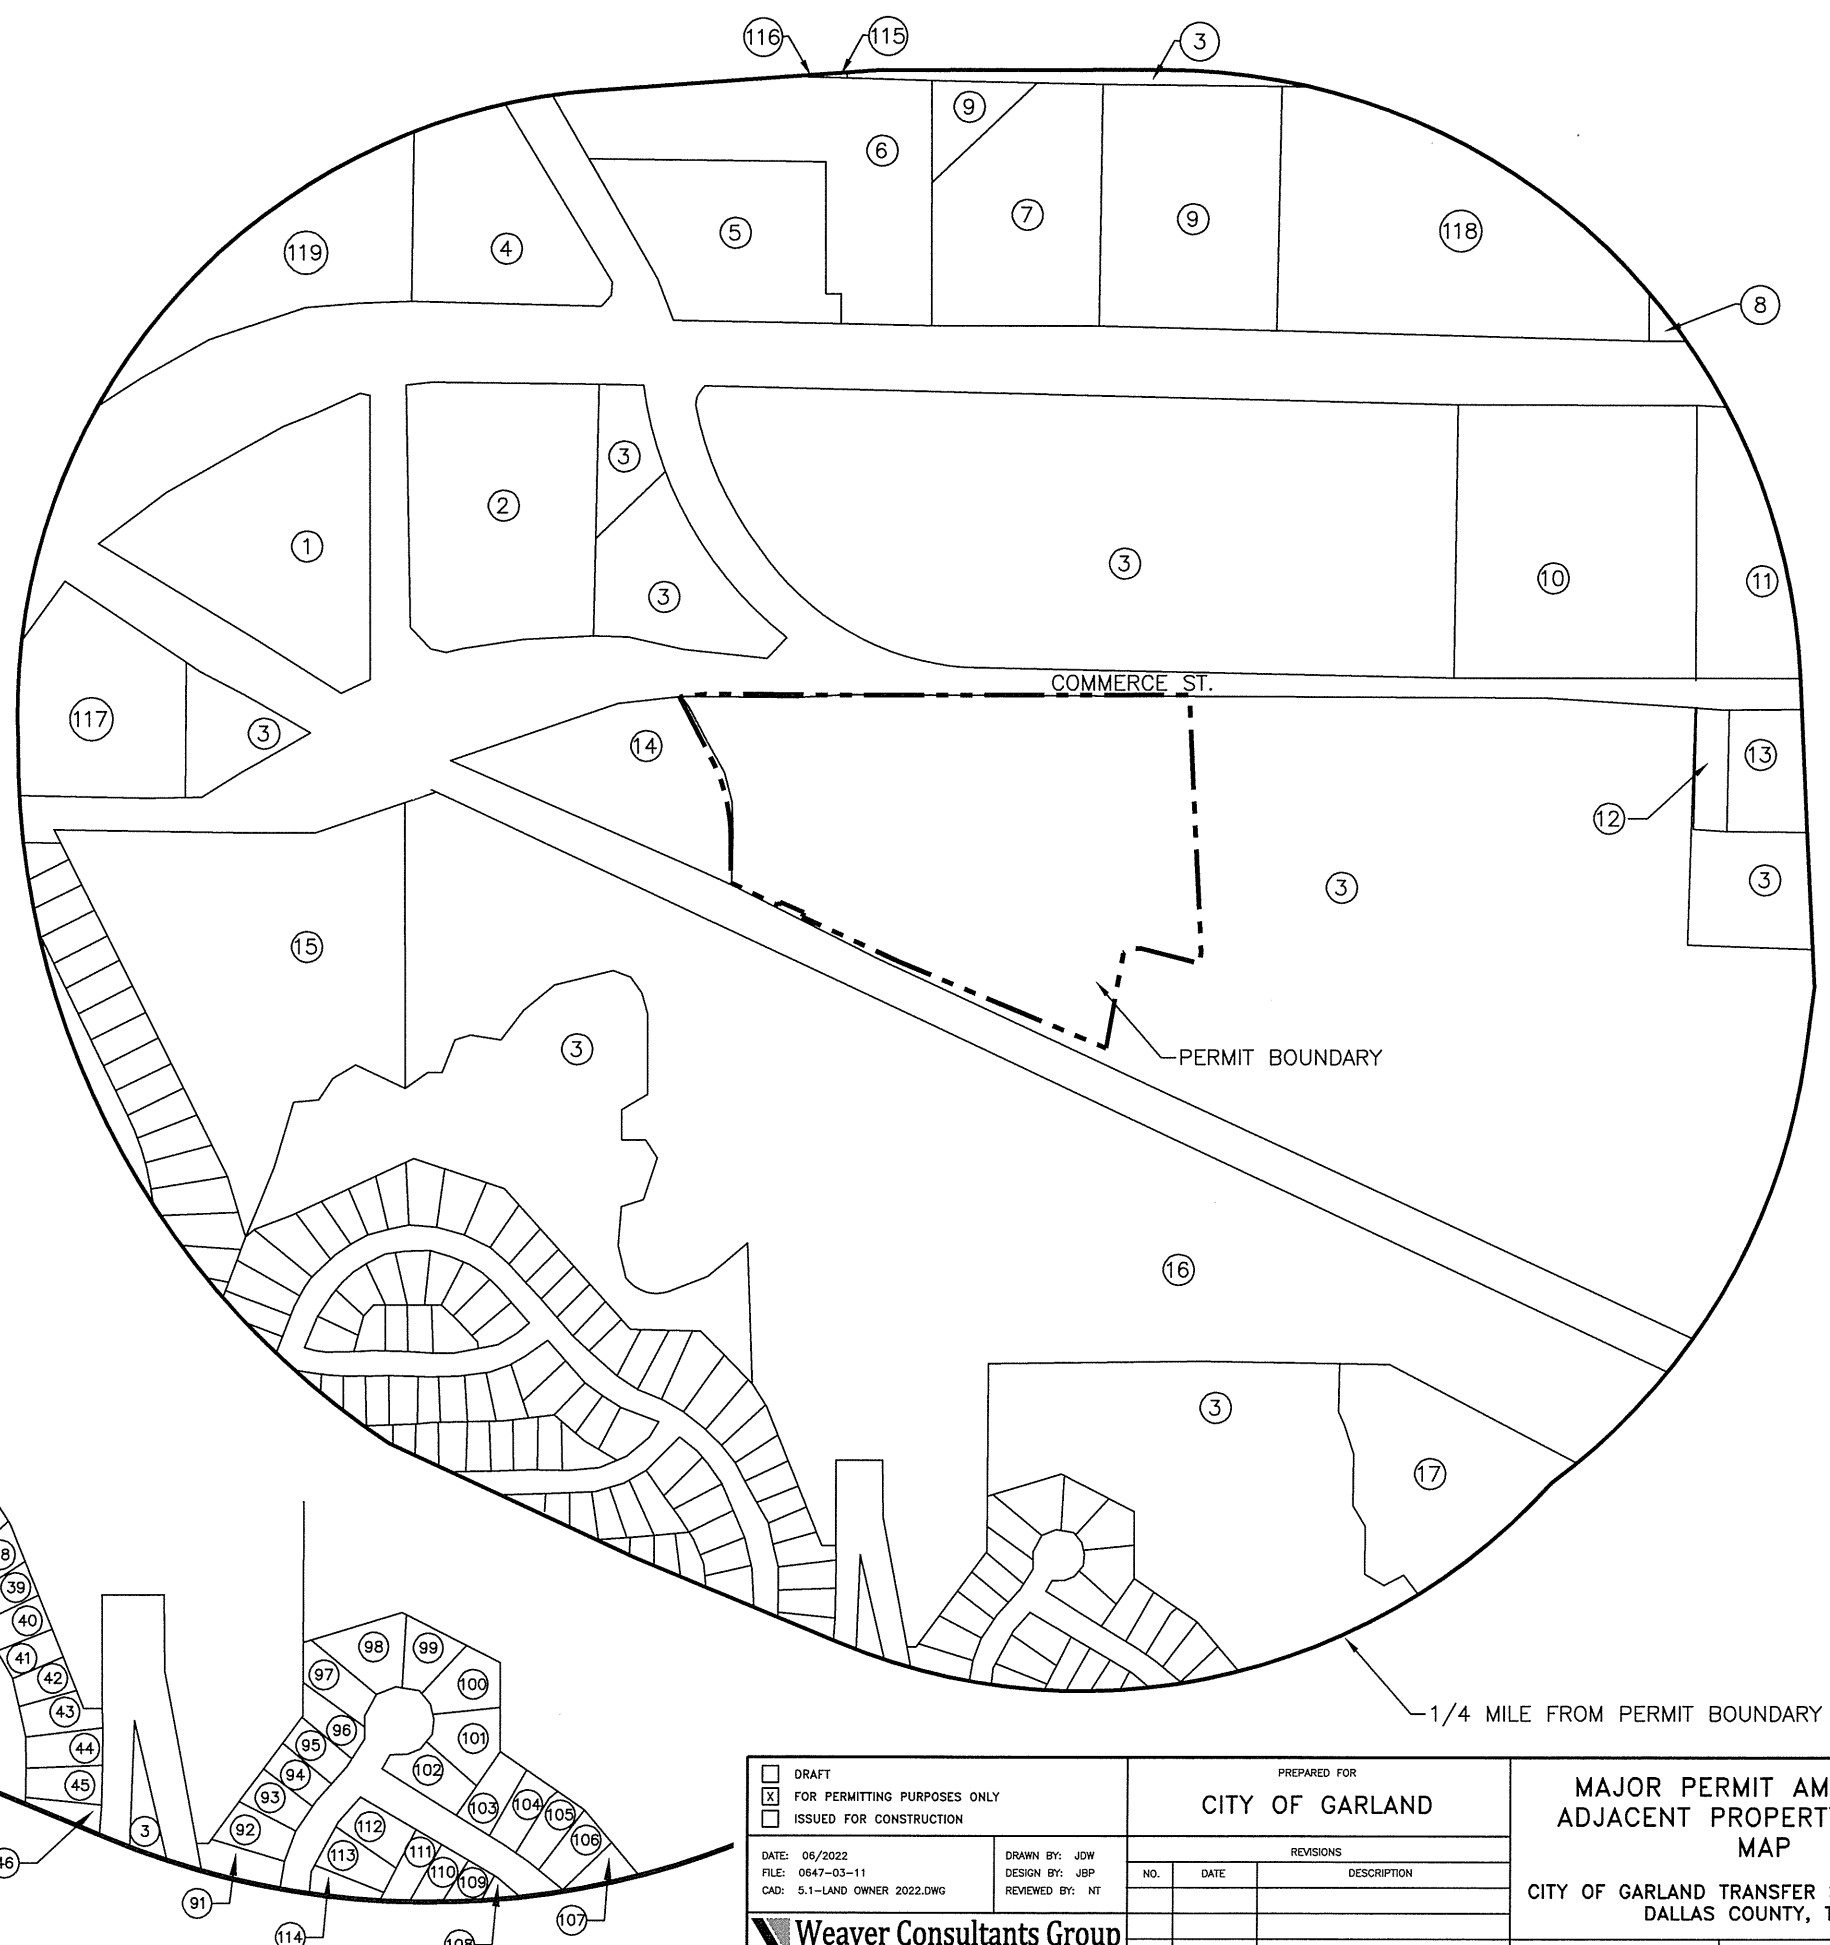 116
115
3
9
6
7
9
118
119
4
5
8
3
2
1
3
3
10
11
COMMERCE ST.
117
3
14
13
12
3
3
15
PERMIT BOUNDARY
3
16
3
17
39
40
41
42
43
44
45
3
98
99
97
100
96
101
95
102
94
93
103
104
105
92
112
106
113
111
110
109
91
114
107
1/4 MILE FROM PERMIT BOUNDARY
DRAFT
X FOR PERMITTING PURPOSES ONLY
ISSUED FOR CONSTRUCTION
DATE: 06/2022
FILE: 0647-03-11
CAD: 5.1-LAND OWNER 2022.DWG
DRAWN BY: JDW
DESIGN BY: JBP
REVIEWED BY: NT
Weaver Consultants Group
PREPARED FOR
CITY OF GARLAND
REVISIONS
NO. DATE DESCRIPTION
MAJOR PERMIT
ADJACENT
MAP
CITY OF GARLAND TRANSFER
DALLAS COUNTY,